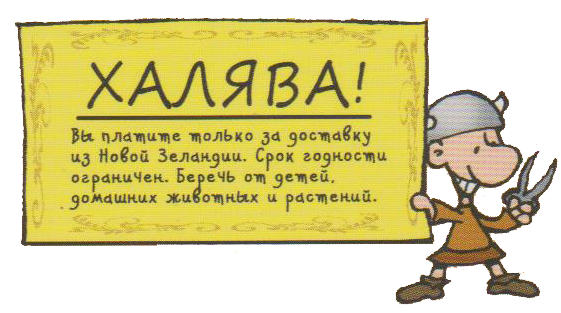 ХАЛЯВА!
Вы платите только за доставку
из Новой Зеландии. Срок годности
ограничен. Беречь от детей,
домашних животных и растений.